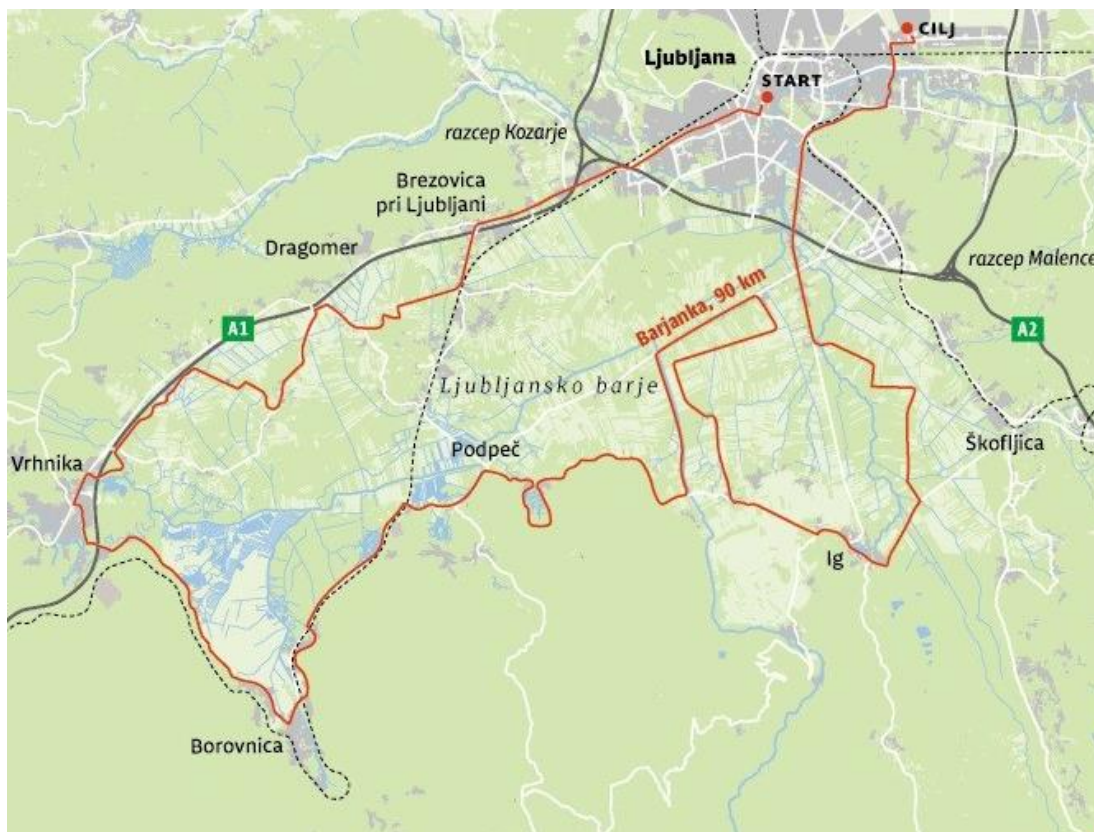 CILJ
Ljubljana
START
razcep Kozarje
Brezovica
pri Ljubljani
Dragomer
razcep Malence
Barjanka, 90 km
A1
A2
Ljubljansko barje
Podpeč
Škofljica
Vrhnika
Ig
Borovnica